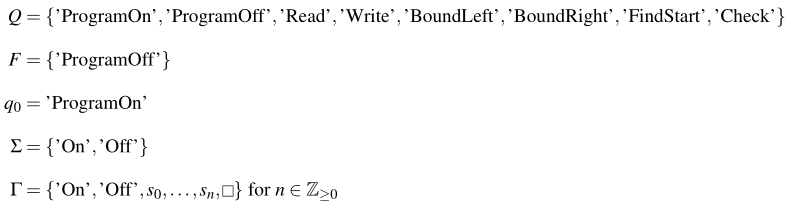 Q = {'ProgramOn','ProgramOff','Read','Write','BoundLeft','BoundRight','FindStart','Check'}
F = {'ProgramOff'}
q₀ = 'ProgramOn'
Σ = {'On','Off'}
Γ = {'On','Off',s₀,...,sₙ,□} for n ∈ ℤ≥₀